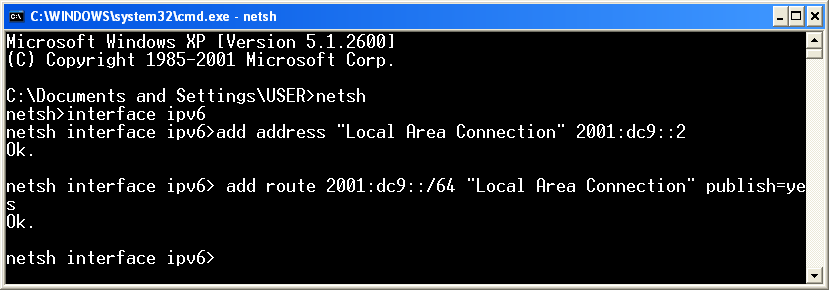 C:\WINDOWS\system32\cmd.exe - netsh
Microsoft Windows XP [Version 5.1.2600]
(C) Copyright 1985-2001 Microsoft Corp.
C:\Documents and Settings\USER>netsh
netsh>interface ipv6
netsh interface ipv6>add address "Local Area Connection" 2001:dc9::2
Ok.
netsh interface ipv6> add route 2001:dc9::/64 "Local Area Connection" publish=ye
s
Ok.
netsh interface ipv6>